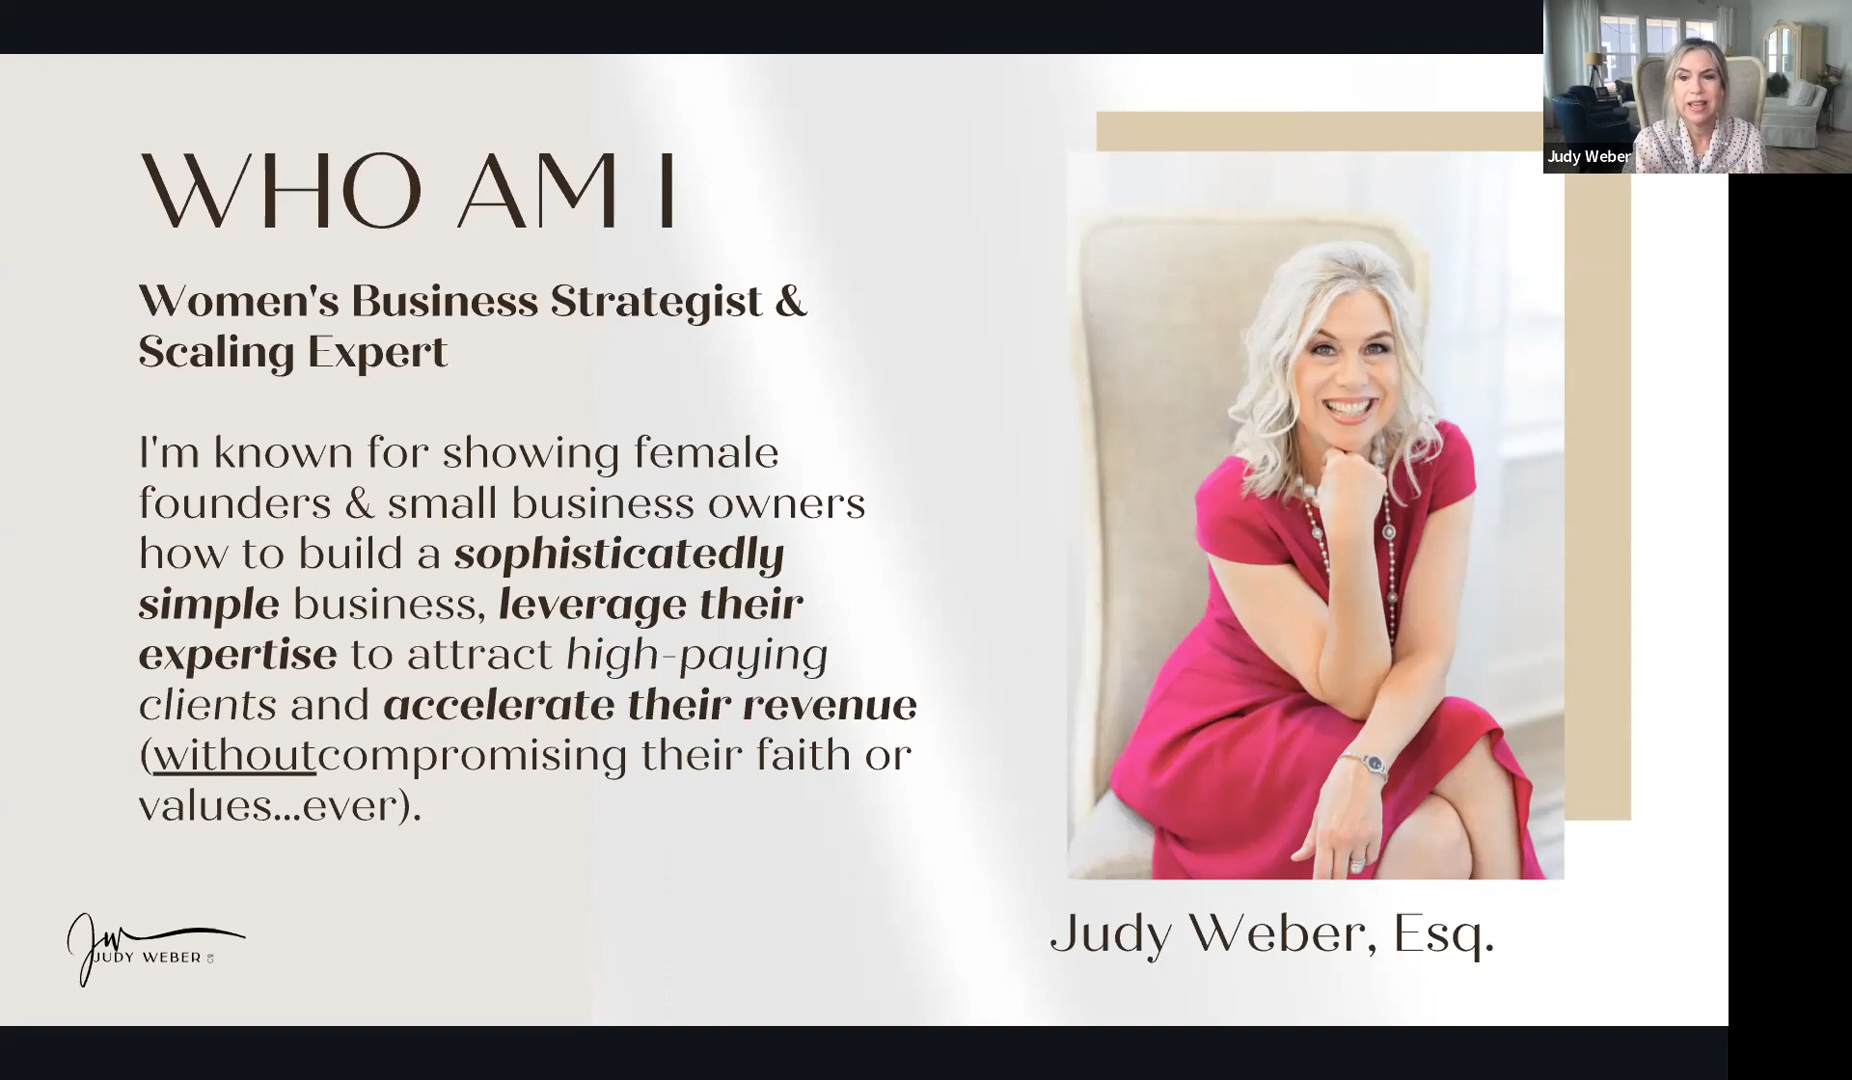 Judy Weber
WHO AM I
Women's Business Strategist &
Scaling Expert
I'm known for showing female
founders & small business owners
how to build a sophisticatedly
simple business, leverage their
expertise to attract high-paying
clients and accelerate their revenue
(withoutcompromising their faith or
values...ever).
JW
JUDY WEBER
Judy Weber, Esq.